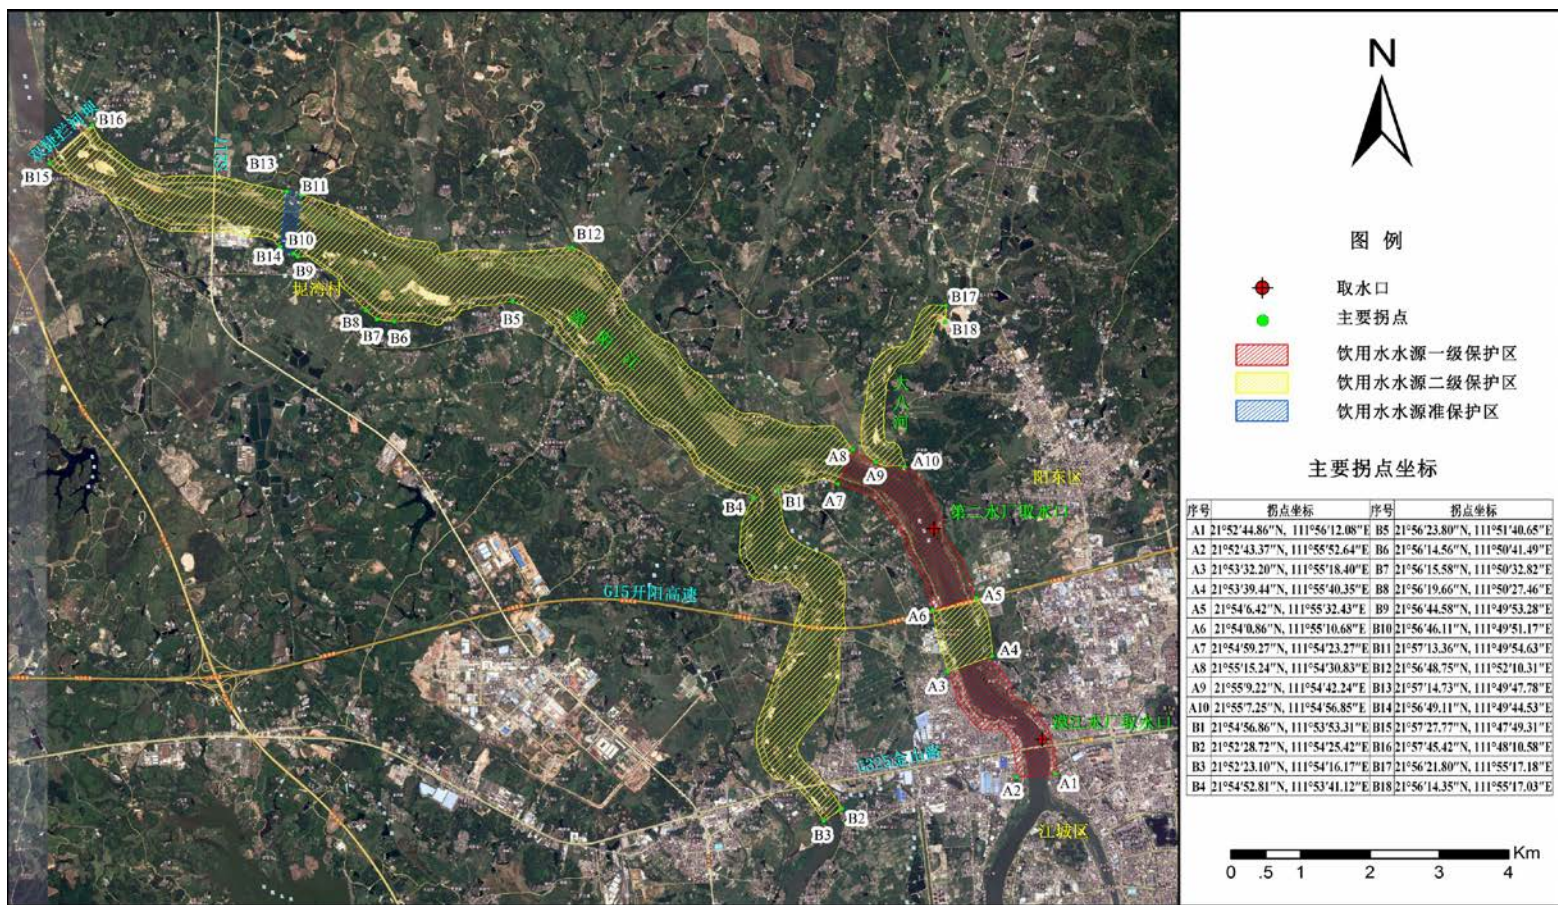 双捷拦河坝
B16
B15
B13
B11
B10
B14
B9
坭湾村
B12
B8
B7
B6
B5
漠阳江
B17
B18
大八河
A8
A9
A10
B4
B1
A7
阳东区
第二水厂取水口
G15开阳高速
A5
A6
A4
A3
漠江水厂取水口
A1
A2
B2
B3
江城区
N
图 例
取水口
主要拐点
饮用水水源一级保护区
饮用水水源二级保护区
饮用水水源准保护区
主要拐点坐标
序号 拐点坐标 序号 拐点坐标
A1 21°52′44.86″N, 111°56′12.08″E B5 21°56′23.80″N, 111°51′40.65″E
A2 21°52′43.37″N, 111°55′52.64″E B6 21°56′14.56″N, 111°50′41.49″E
A3 21°53′32.20″N, 111°55′18.40″E B7 21°56′15.58″N, 111°50′32.82″E
A4 21°53′39.44″N, 111°55′40.35″E B8 21°56′19.66″N, 111°50′27.46″E
A5 21°54′6.42″N, 111°55′32.43″E B9 21°56′44.58″N, 111°49′53.28″E
A6 21°54′0.86″N, 111°55′10.68″E B10 21°56′46.11″N, 111°49′51.17″E
A7 21°54′59.27″N, 111°54′23.27″E B11 21°57′13.36″N, 111°49′54.63″E
A8 21°55′15.24″N, 111°54′30.83″E B12 21°56′48.75″N, 111°52′10.31″E
A9 21°55′9.22″N, 111°54′42.24″E B13 21°57′14.73″N, 111°49′47.78″E
A10 21°55′7.25″N, 111°54′56.85″E B14 21°56′49.11″N, 111°49′44.53″E
B1 21°54′56.86″N, 111°53′53.31″E B15 21°57′27.77″N, 111°47′49.31″E
B2 21°52′28.72″N, 111°54′25.42″E B16 21°57′45.42″N, 111°48′10.58″E
B3 21°52′23.10″N, 111°54′16.17″E B17 21°56′21.80″N, 111°55′17.18″E
B4 21°54′52.81″N, 111°53′41.12″E B18 21°56′14.35″N, 111°55′17.03″E
Km
0 .5 1 2 3 4